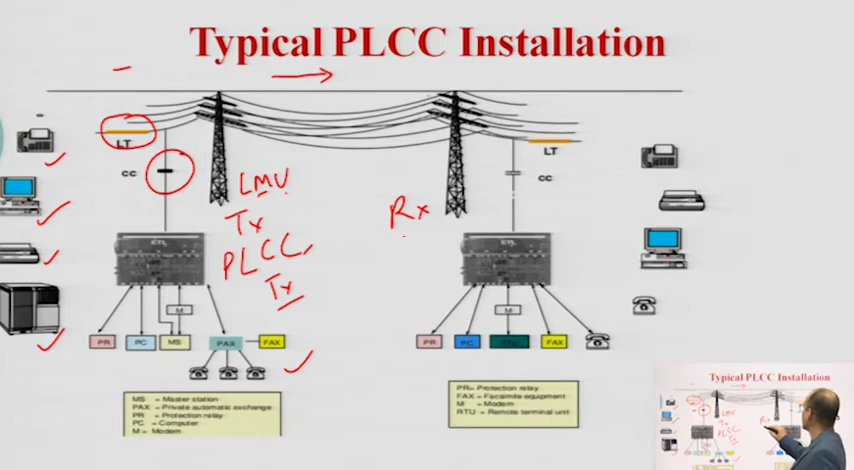 Typical PLCC Installation
LT
LT
CC
CC
LMU
Tx
PLCC
Tx
Rx
ETL
ETL
M
M
PR
PC
MS
PAX
FAX
PR
PC
RTU
FAX
MS = Master station
PAX = Private automatic exchange
PR = Protection relay
PC = Computer
M = Modem
PR= Protection relay
FAX = Facsimile equipment
M = Modem
RTU = Remote terminal unit
Typical PLCC Installation